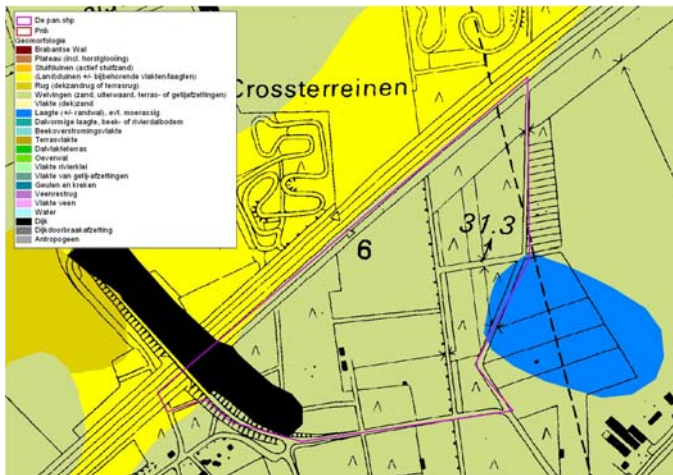 De pan.shp
Pnb
Geomorfologie
Brabantse Wal
Plateau (incl. horstglooiing)
Stuifduinen (actief stuifzand)
(Land)duinen +/- bijbehorende vlakten/laagten)
Rug (dekzandrug of terrasrug)
Welvingen (zand, uiterwaard, terras- of getijafzettingen)
Vlakte (dek)zand
Laagte (+/- randwal), evt. moerassig
Dalvormige laagte, beek- of rivierdalbodem
Beekoverstromingsvlakte
Terrasvlakte
Dalvlakteterras
Oeverwal
Vlakte rivierklei
Vlakte van getij-afzettingen
Geulen en kreken
Veenrestrug
Vlakte veen
Water
Dijk
Dijkdoorbraakafzetting
Antropogeen
Crossterreinen
6
31.3